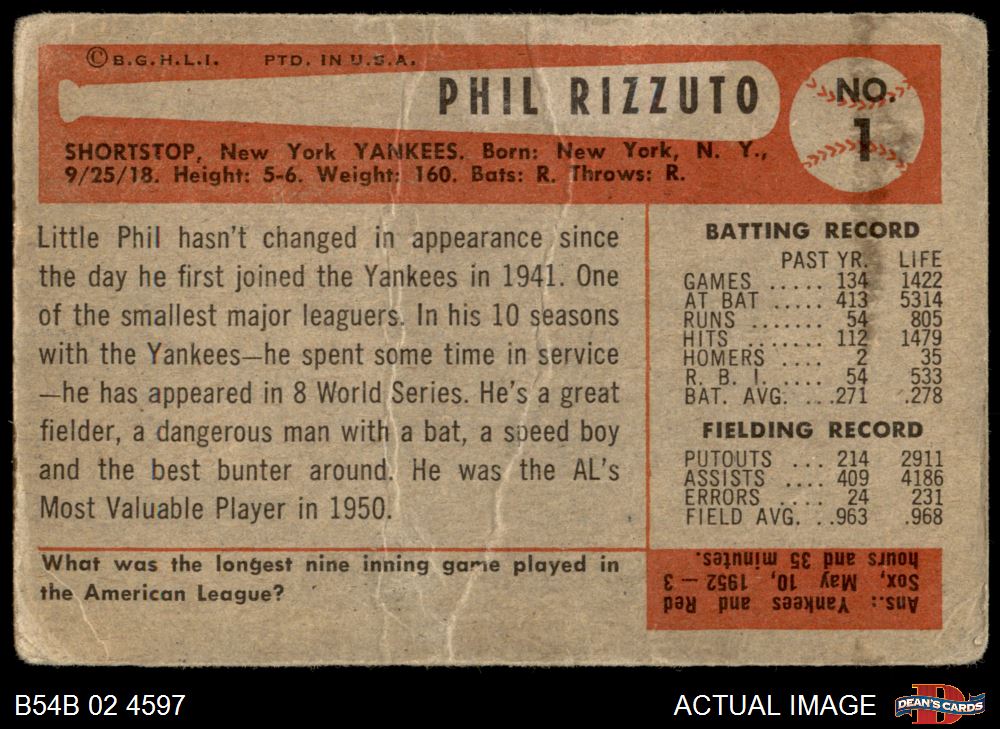 © B.G.H.L.I. PTD. IN U.S.A.
PHIL RIZZUTO
NO.
1
SHORTSTOP, New York YANKEES. Born: New York, N. Y.,
9/25/18. Height: 5-6. Weight: 160. Bats: R. Throws: R.
Little Phil hasn't changed in appearance since
the day he first joined the Yankees in 1941. One
of the smallest major leaguers. In his 10 seasons
with the Yankees—he spent some time in service
—he has appeared in 8 World Series. He's a great
fielder, a dangerous man with a bat, a speed boy
and the best bunter around. He was the AL's
Most Valuable Player in 1950.
BATTING RECORD
PAST YR. LIFE
GAMES ..... 134 1422
AT BAT ..... 413 5314
RUNS ....... 54 805
HITS ....... 112 1479
HOMERS .... 2 35
R. B. I. .... 54 533
BAT. AVG. ...271 .278
FIELDING RECORD
PUTOUTS ... 214 2911
ASSISTS .... 409 4186
ERRORS .... 24 231
FIELD AVG. ..963 .968
What was the longest nine inning game played in
the American League?
Ans.: Yankees and Red
Sox, May 10, 1952 — 3
hours and 35 minutes.
B54B 02 4597
ACTUAL IMAGE
D
DEAN'S CARDS